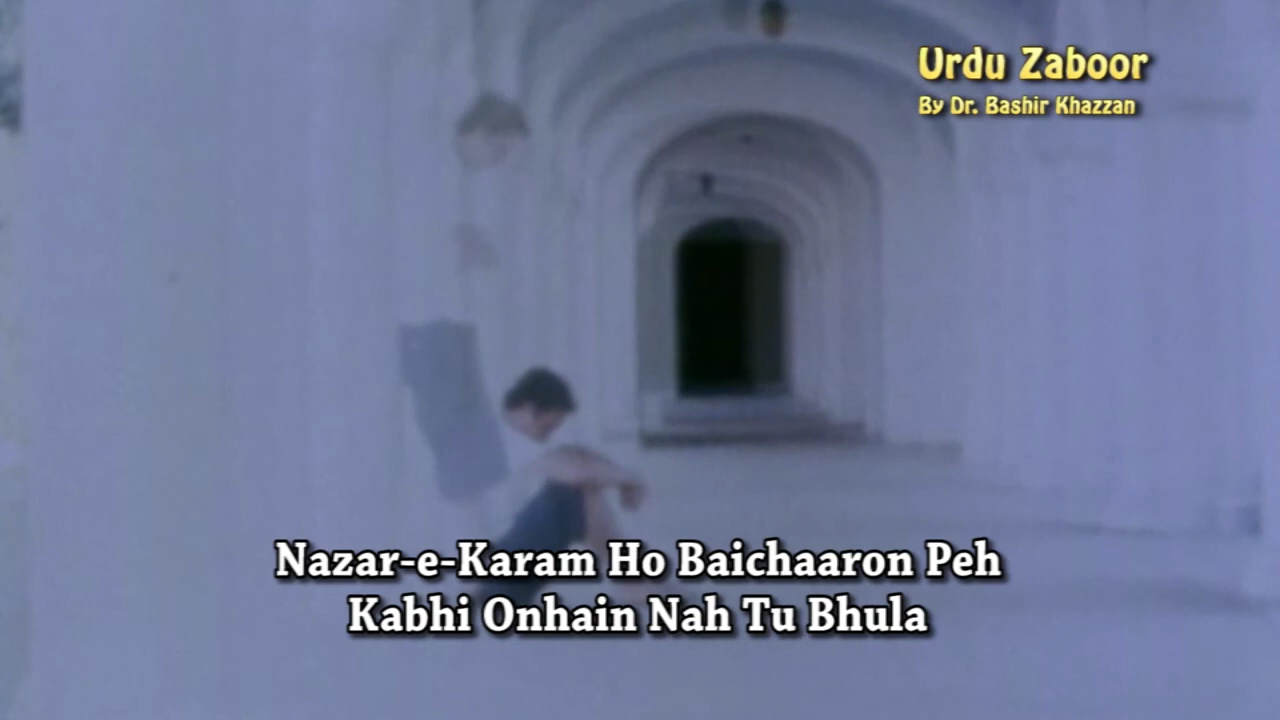 Urdu Zaboor
By Dr. Bashir Khazzan
Nazar-e-Karam Ho Baichaaron Peh
Kabhi Onhain Nah Tu Bhula